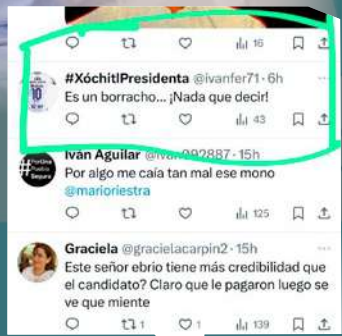 16
#XóchitlPresidenta @ivanfer71·6h
Es un borracho... ¡Nada que decir!
43
Iván Aguilar @ivan092887·15h
Por algo me caía tan mal ese mono
@marioriestra
125
Graciela @gracielacarpin2·15h
Este señor ebrio tiene más credibilidad que
el candidato? Claro que le pagaron luego se
ve que miente
1 1 139